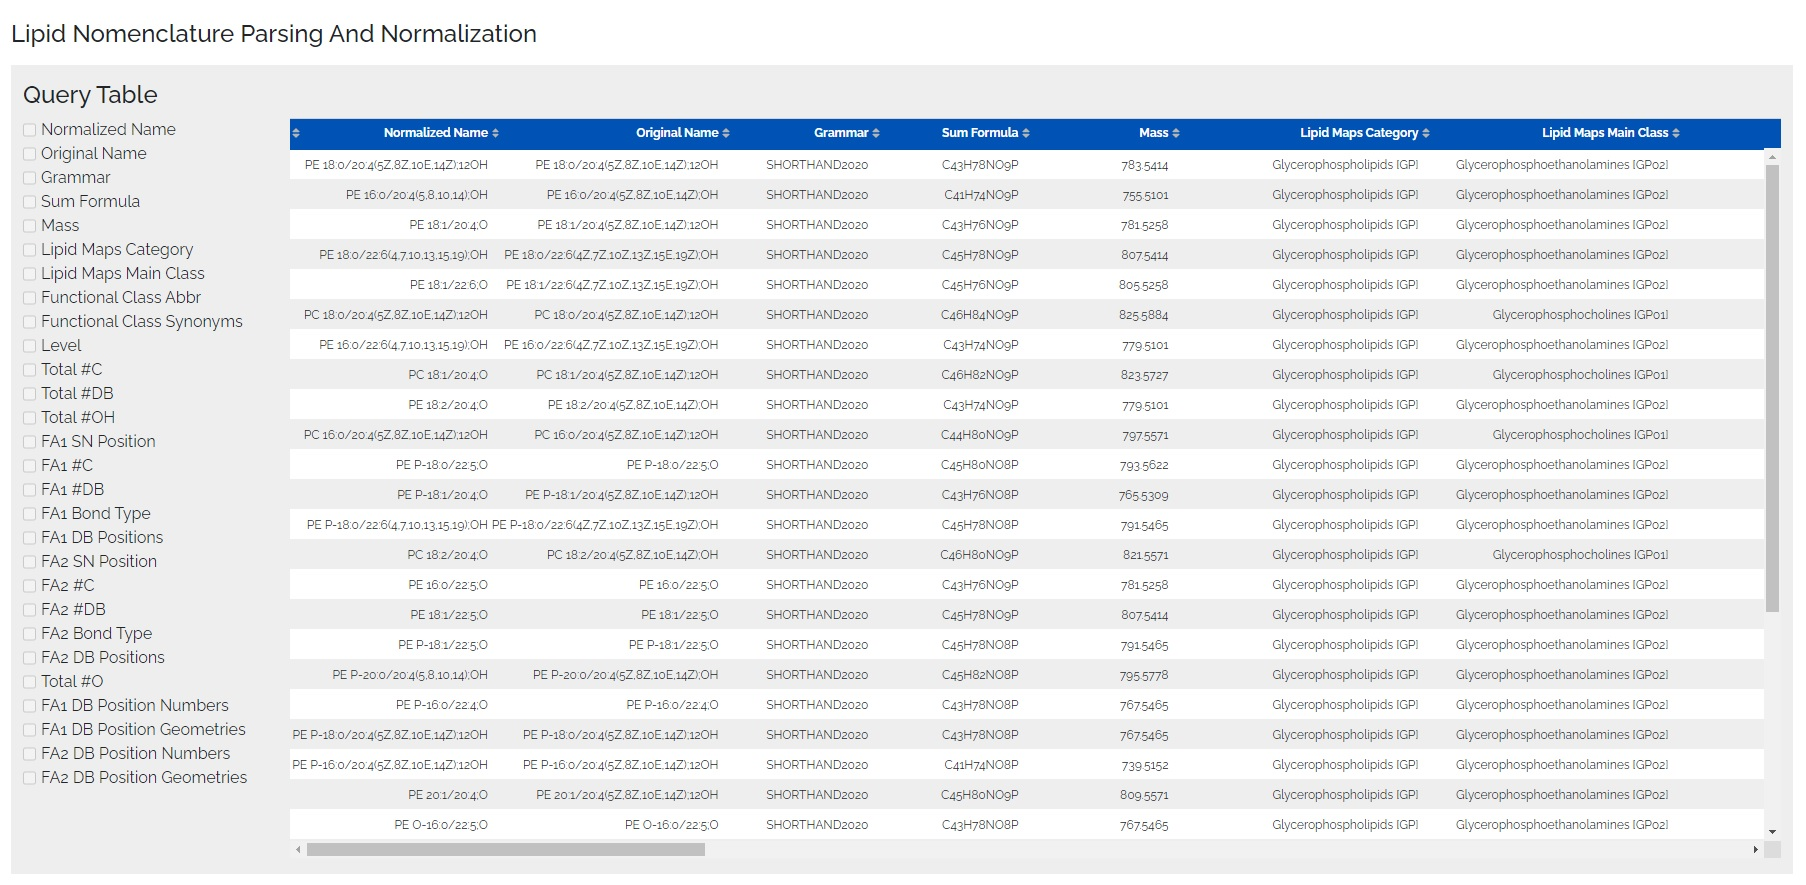 Lipid Nomenclature Parsing And Normalization
Query Table
Normalized Name
Original Name
Grammar
Sum Formula
Mass
Lipid Maps Category
Lipid Maps Main Class
Functional Class Abbr
Functional Class Synonyms
Level
Total #C
Total #DB
Total #OH
FA1 SN Position
FA1 #C
FA1 #DB
FA1 Bond Type
FA1 DB Positions
FA2 SN Position
FA2 #C
FA2 #DB
FA2 Bond Type
FA2 DB Positions
Total #O
FA1 DB Position Numbers
FA1 DB Position Geometries
FA2 DB Position Numbers
FA2 DB Position Geometries
Normalized Name Original Name Grammar Sum Formula Mass Lipid Maps Category Lipid Maps Main Class
PE 18:0/20:4(5Z,8Z,10E,14Z);12OH PE 18:0/20:4(5Z,8Z,10E,14Z);12OH SHORTHAND2020 C43H78NO9P 783.5414 Glycerophospholipids [GP] Glycerophosphoethanolamines [GP02]
PE 16:0/20:4(5,8,10,14);OH PE 16:0/20:4(5Z,8Z,10E,14Z);OH SHORTHAND2020 C41H74NO9P 755.5101 Glycerophospholipids [GP] Glycerophosphoethanolamines [GP02]
PE 18:1/20:4;O PE 18:1/20:4(5Z,8Z,10E,14Z);OH SHORTHAND2020 C43H76NO9P 781.5258 Glycerophospholipids [GP] Glycerophosphoethanolamines [GP02]
PE 18:0/22:6(4,7,10,13,15,19);OH PE 18:0/22:6(4Z,7Z,10Z,13Z,15E,19Z);OH SHORTHAND2020 C45H78NO9P 807.5414 Glycerophospholipids [GP] Glycerophosphoethanolamines [GP02]
PE 18:1/22:6;O PE 18:1/22:6(4Z,7Z,10Z,13Z,15E,19Z);OH SHORTHAND2020 C45H76NO9P 805.5258 Glycerophospholipids [GP] Glycerophosphoethanolamines [GP02]
PC 18:0/20:4(5Z,8Z,10E,14Z);12OH PC 18:0/20:4(5Z,8Z,10E,14Z);12OH SHORTHAND2020 C46H84NO9P 825.5884 Glycerophospholipids [GP] Glycerophosphocholines [GP01]
PE 16:0/22:6(4,7,10,13,15,19);OH PE 16:0/22:6(4Z,7Z,10Z,13Z,15E,19Z);OH SHORTHAND2020 C43H74NO9P 779.5101 Glycerophospholipids [GP] Glycerophosphoethanolamines [GP02]
PC 18:1/20:4;O PC 18:1/20:4(5Z,8Z,10E,14Z);12OH SHORTHAND2020 C46H82NO9P 823.5727 Glycerophospholipids [GP] Glycerophosphocholines [GP01]
PE 18:2/20:4;O PE 18:2/20:4(5Z,8Z,10E,14Z);OH SHORTHAND2020 C43H74NO9P 779.5101 Glycerophospholipids [GP] Glycerophosphoethanolamines [GP02]
PC 16:0/20:4(5Z,8Z,10E,14Z);12OH PC 16:0/20:4(5Z,8Z,10E,14Z);12OH SHORTHAND2020 C44H80NO9P 797.5571 Glycerophospholipids [GP] Glycerophosphocholines [GP01]
PE P-18:0/22:5;O PE P-18:0/22:5;O SHORTHAND2020 C45H80NO8P 793.5622 Glycerophospholipids [GP] Glycerophosphoethanolamines [GP02]
PE P-18:1/20:4;O PE P-18:1/20:4(5Z,8Z,10E,14Z);12OH SHORTHAND2020 C43H76NO8P 765.5309 Glycerophospholipids [GP] Glycerophosphoethanolamines [GP02]
PE P-18:0/22:6(4,7,10,13,15,19);OH PE P-18:0/22:6(4Z,7Z,10Z,13Z,15E,19Z);OH SHORTHAND2020 C45H78NO8P 791.5465 Glycerophospholipids [GP] Glycerophosphoethanolamines [GP02]
PC 18:2/20:4;O PC 18:2/20:4(5Z,8Z,10E,14Z);OH SHORTHAND2020 C46H80NO9P 821.5571 Glycerophospholipids [GP] Glycerophosphocholines [GP01]
PE 16:0/22:5;O PE 16:0/22:5;O SHORTHAND2020 C43H76NO9P 781.5258 Glycerophospholipids [GP] Glycerophosphoethanolamines [GP02]
PE 18:1/22:5;O PE 18:1/22:5;O SHORTHAND2020 C45H78NO9P 807.5414 Glycerophospholipids [GP] Glycerophosphoethanolamines [GP02]
PE P-18:1/22:5;O PE P-18:1/22:5;O SHORTHAND2020 C45H78NO8P 791.5465 Glycerophospholipids [GP] Glycerophosphoethanolamines [GP02]
PE P-20:0/20:4(5,8,10,14);OH PE P-20:0/20:4(5Z,8Z,10E,14Z);OH SHORTHAND2020 C45H82NO8P 795.5778 Glycerophospholipids [GP] Glycerophosphoethanolamines [GP02]
PE P-16:0/22:4;O PE P-16:0/22:4;O SHORTHAND2020 C43H78NO8P 767.5465 Glycerophospholipids [GP] Glycerophosphoethanolamines [GP02]
PE P-18:0/20:4(5Z,8Z,10E,14Z);12OH PE P-18:0/20:4(5Z,8Z,10E,14Z);12OH SHORTHAND2020 C43H78NO8P 767.5465 Glycerophospholipids [GP] Glycerophosphoethanolamines [GP02]
PE P-16:0/20:4(5Z,8Z,10E,14Z);12OH PE P-16:0/20:4(5Z,8Z,10E,14Z);12OH SHORTHAND2020 C41H74NO8P 739.5152 Glycerophospholipids [GP] Glycerophosphoethanolamines [GP02]
PE 20:1/20:4;O PE 20:1/20:4(5Z,8Z,10E,14Z);12OH SHORTHAND2020 C45H80NO9P 809.5571 Glycerophospholipids [GP] Glycerophosphoethanolamines [GP02]
PE O-16:0/22:5;O PE O-16:0/22:5;O SHORTHAND2020 C43H78NO8P 767.5465 Glycerophospholipids [GP] Glycerophosphoethanolamines [GP02]